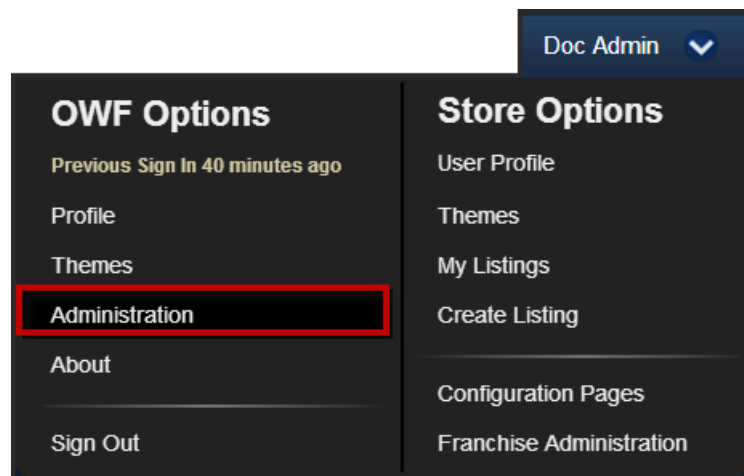 Doc Admin
OWF Options
Previous Sign In 40 minutes ago
Profile
Themes
Administration
About
Sign Out
Store Options
User Profile
Themes
My Listings
Create Listing
Configuration Pages
Franchise Administration